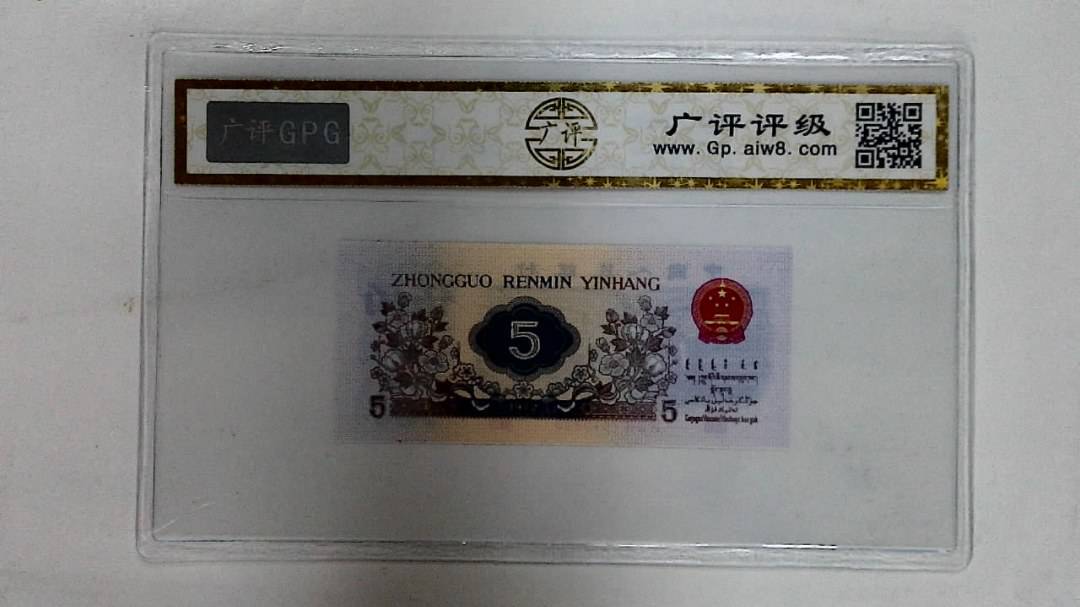 广评GPG
广评
广评评级
www.Gp.aiw8.com
ZHONGGUO RENMIN YINHANG
5
5 5